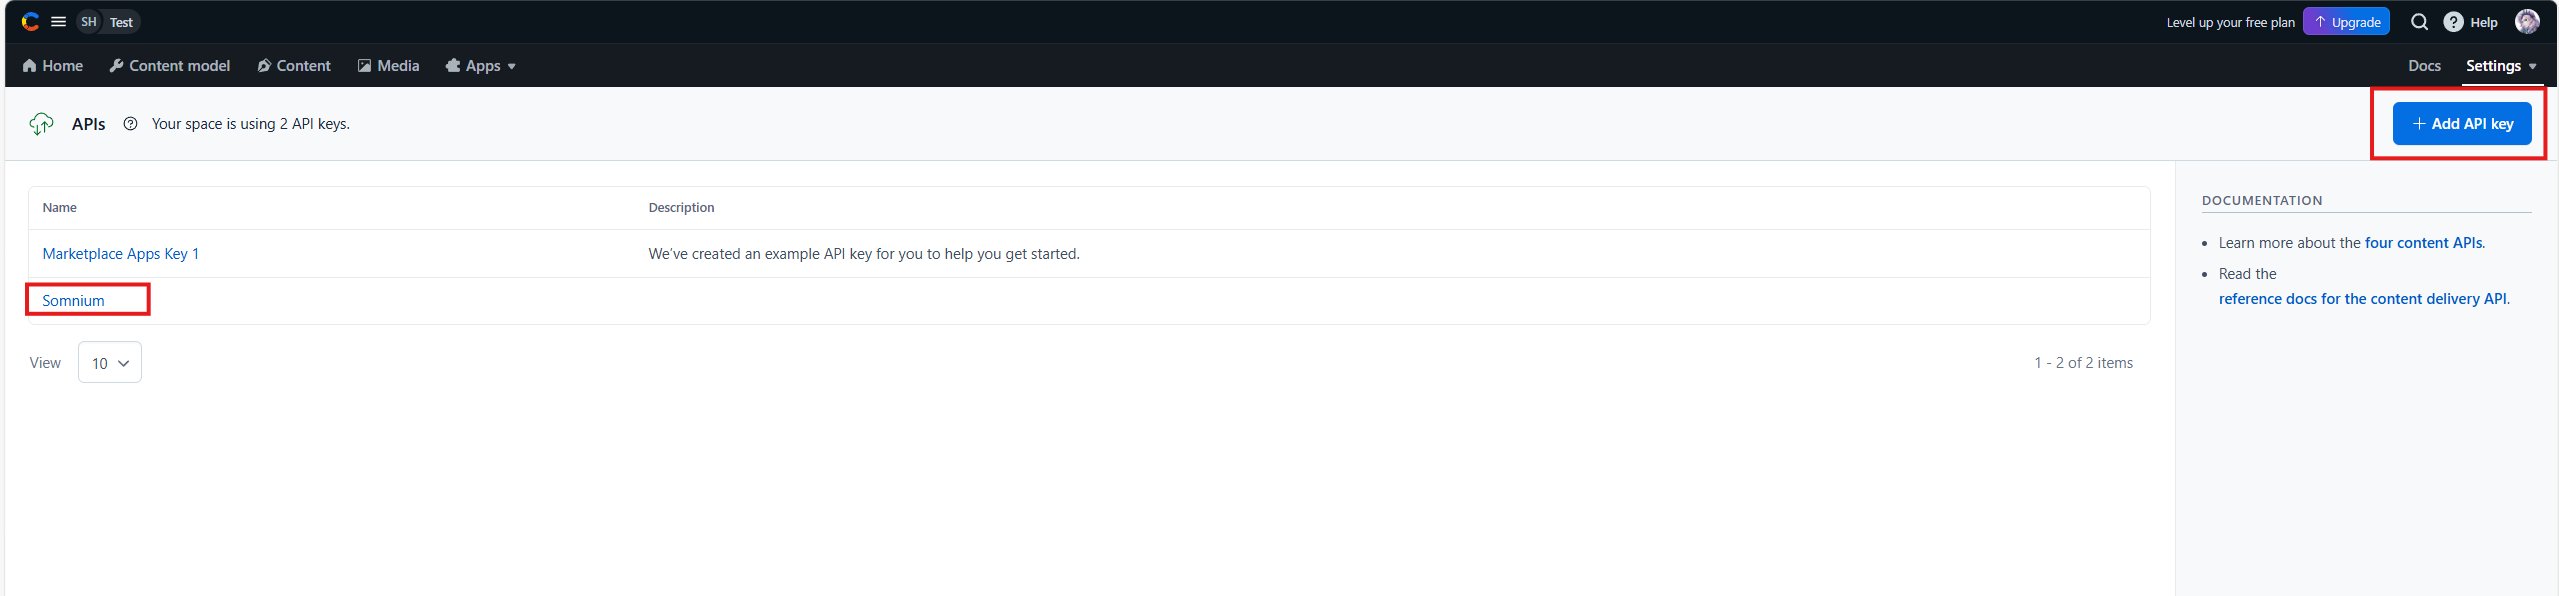 SH Test
Level up your free plan Upgrade Help
Home Content model Content Media Apps
Docs Settings
APIs Your space is using 2 API keys.
+ Add API key
Name Description
Marketplace Apps Key 1 We've created an example API key for you to help you get started.
Somnium
View 10
1 - 2 of 2 items
DOCUMENTATION
• Learn more about the four content APIs.
• Read the
reference docs for the content delivery API.